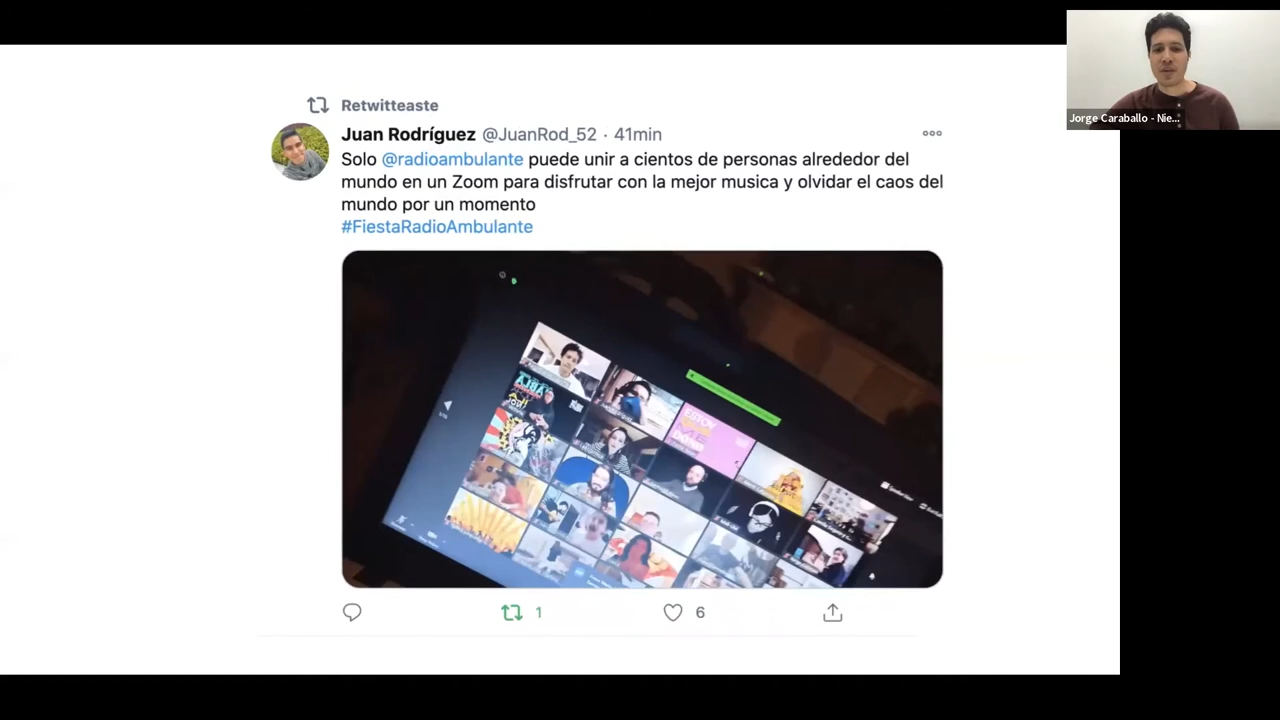 Retwitteaste
Juan Rodríguez @JuanRod_52 · 41min
Solo @radioambulante puede unir a cientos de personas alrededor del
mundo en un Zoom para disfrutar con la mejor musica y olvidar el caos del
mundo por un momento
#FiestaRadioAmbulante
1
6
Jorge Caraballo - Nie...